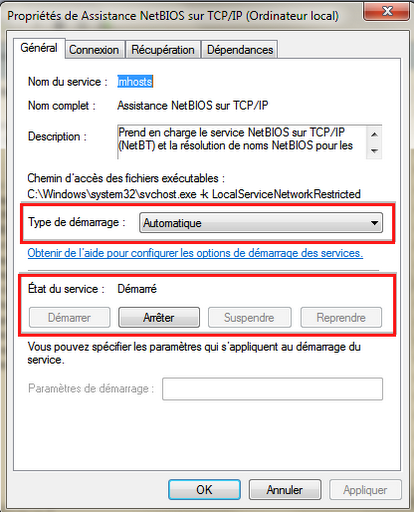 Propriétés de Assistance NetBIOS sur TCP/IP (Ordinateur local)
Général Connexion Récupération Dépendances
Nom du service : lmhosts
Nom complet : Assistance NetBIOS sur TCP/IP
Description : Prend en charge le service NetBIOS sur TCP/IP
(NetBT) et la résolution de noms NetBIOS pour les
Chemin d'accès des fichiers exécutables :
C:\Windows\system32\svchost.exe -k LocalServiceNetworkRestricted
Type de démarrage : Automatique
Obtenir de l'aide pour configurer les options de démarrage des services.
État du service : Démarré
Démarrer Arrêter Suspendre Reprendre
Vous pouvez spécifier les paramètres qui s'appliquent au démarrage du
service.
Paramètres de démarrage :
OK Annuler Appliquer